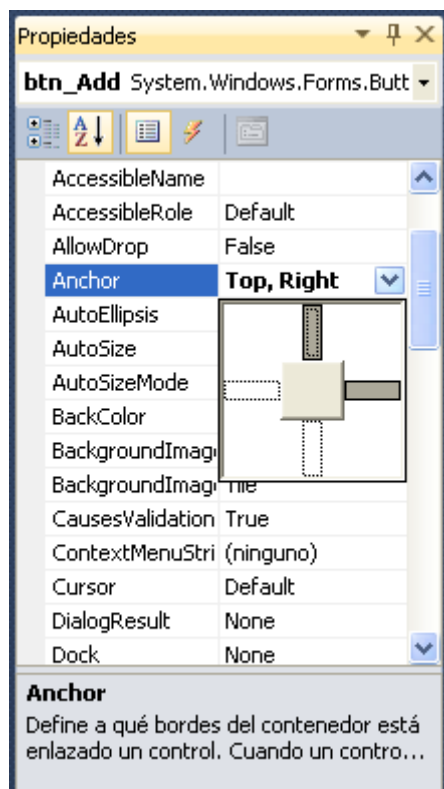 Propiedades
btn_Add System.Windows.Forms.Butt
A
Z
AccessibleName
AccessibleRole Default
AllowDrop False
Anchor Top, Right
AutoEllipsis
AutoSize
AutoSizeMode
BackColor
BackgroundImag
BackgroundImag Tile
CausesValidation True
ContextMenuStri (ninguno)
Cursor Default
DialogResult None
Dock None
Anchor
Define a qué bordes del contenedor está
enlazado un control. Cuando un contro...